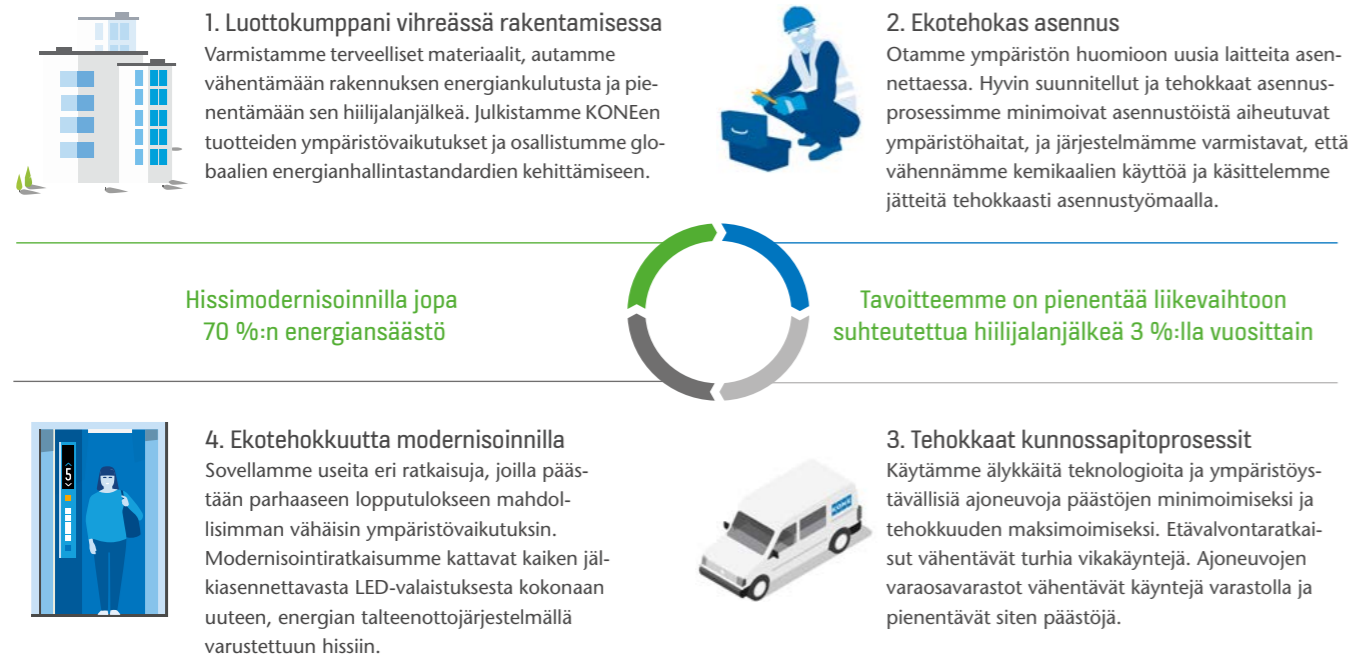 1. Luottokumppani vihreässä rakentamisessa
Varmistamme terveelliset materiaalit, autamme
vähentämään rakennuksen energiankulutusta ja pie-
nentämään sen hiilijalanjälkeä. Julkistamme KONEen
tuotteiden ympäristövaikutukset ja osallistumme glo-
baalien energianhallintastandardien kehittämiseen.
2. Ekotehokas asennus
Otamme ympäristön huomioon uusia laitteita asen-
nettaessa. Hyvin suunnitellut ja tehokkaat asennus-
prosessimme minimoivat asennustöistä aiheutuvat
ympäristöhaitat, ja järjestelmämme varmistavat, että
vähennämme kemikaalien käyttöä ja käsittelemme
jätteitä tehokkaasti asennustyömaalla.
Hissimodernisoinnilla jopa
70 %:n energiansäästö
Tavoitteemme on pienentää liikevaihtoon
suhteutettua hiilijalanjälkeä 3 %:lla vuosittain
4. Ekotehokkuutta modernisoinnilla
Sovellamme useita eri ratkaisuja, joilla pääs-
tään parhaaseen lopputulokseen mahdol-
lisimman vähäisin ympäristövaikutuksin.
Modernisointiratkaisumme kattavat kaiken jäl-
kiasennettavasta LED-valaistuksesta kokonaan
uuteen, energian talteenottojärjestelmällä
varustettuun hissiin.
5
3. Tehokkaat kunnossapitoprosessit
Käytämme älykkäitä teknologioita ja ympäristöys-
tävällisiä ajoneuvoja päästöjen minimoimiseksi ja
tehokkuuden maksimoimiseksi. Etävalvontaratkai-
sut vähentävät turhia vikakäyntejä. Ajoneuvojen
varaosavarastot vähentävät käyntejä varastolla ja
pienentävät siten päästöjä.
KONE